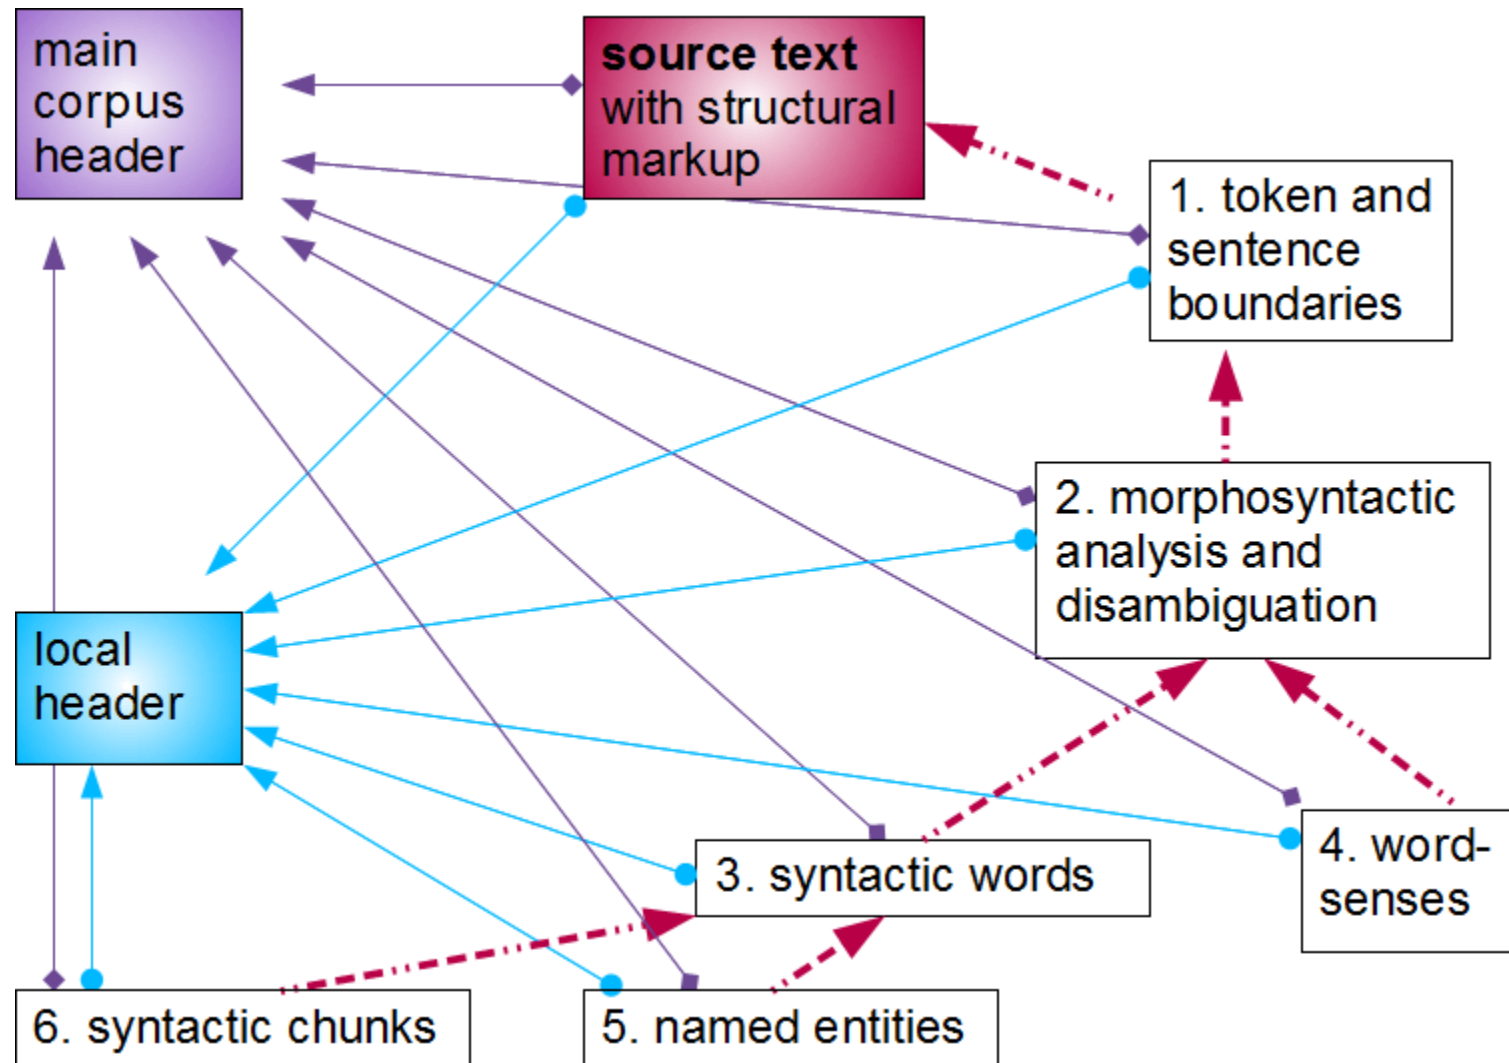 main
corpus
header
source text
with structural
markup
1. token and
sentence
boundaries
2. morphosyntactic
analysis and
disambiguation
local
header
3. syntactic words
4. word-
senses
6. syntactic chunks
5. named entities